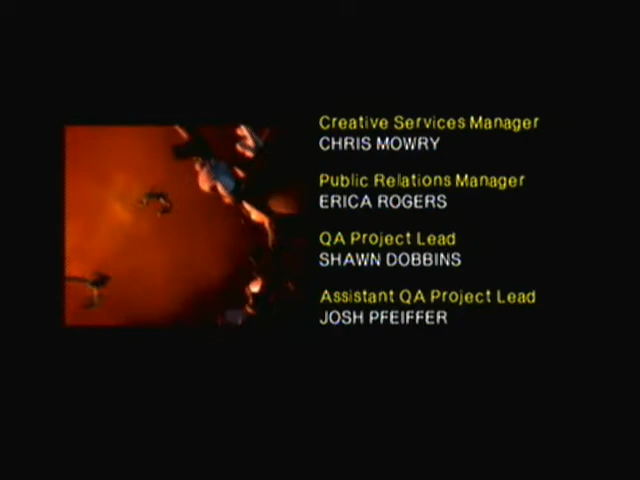 Creative Services Manager
CHRIS MOWRY
Public Relations Manager
ERICA ROGERS
QA Project Lead
SHAWN DOBBINS
Assistant QA Project Lead
JOSH PFEIFFER